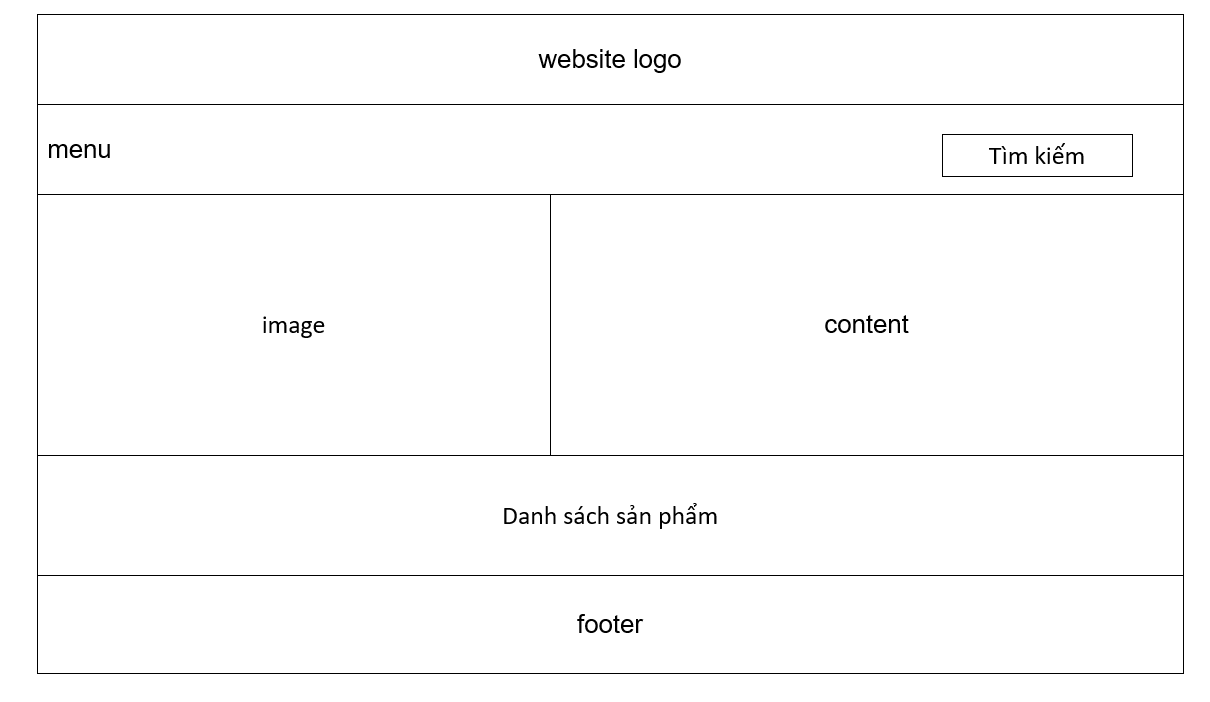 website logo
menu
Tìm kiếm
image
content
Danh sách sản phẩm
footer